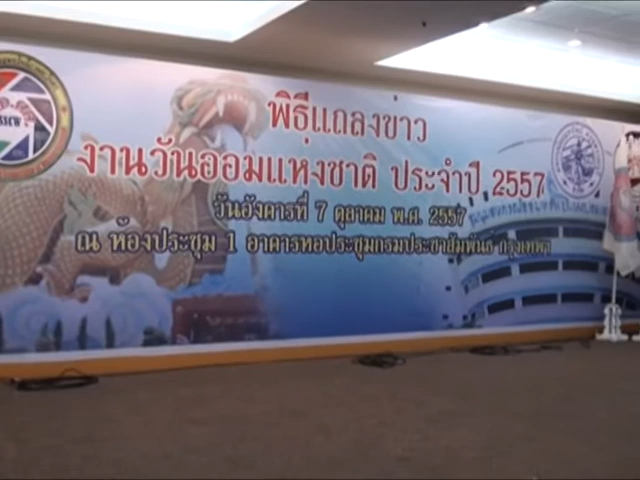 พิธีแถลงข่าว
งานวันออมแห่งชาติ ประจำปี 2557
วันอังคารที่ 7 ตุลาคม พ.ศ. 2557
ณ ห้องประชุม 1 อาคารหอประชุมกรมประชาสัมพันธ์ กรุงเทพฯ